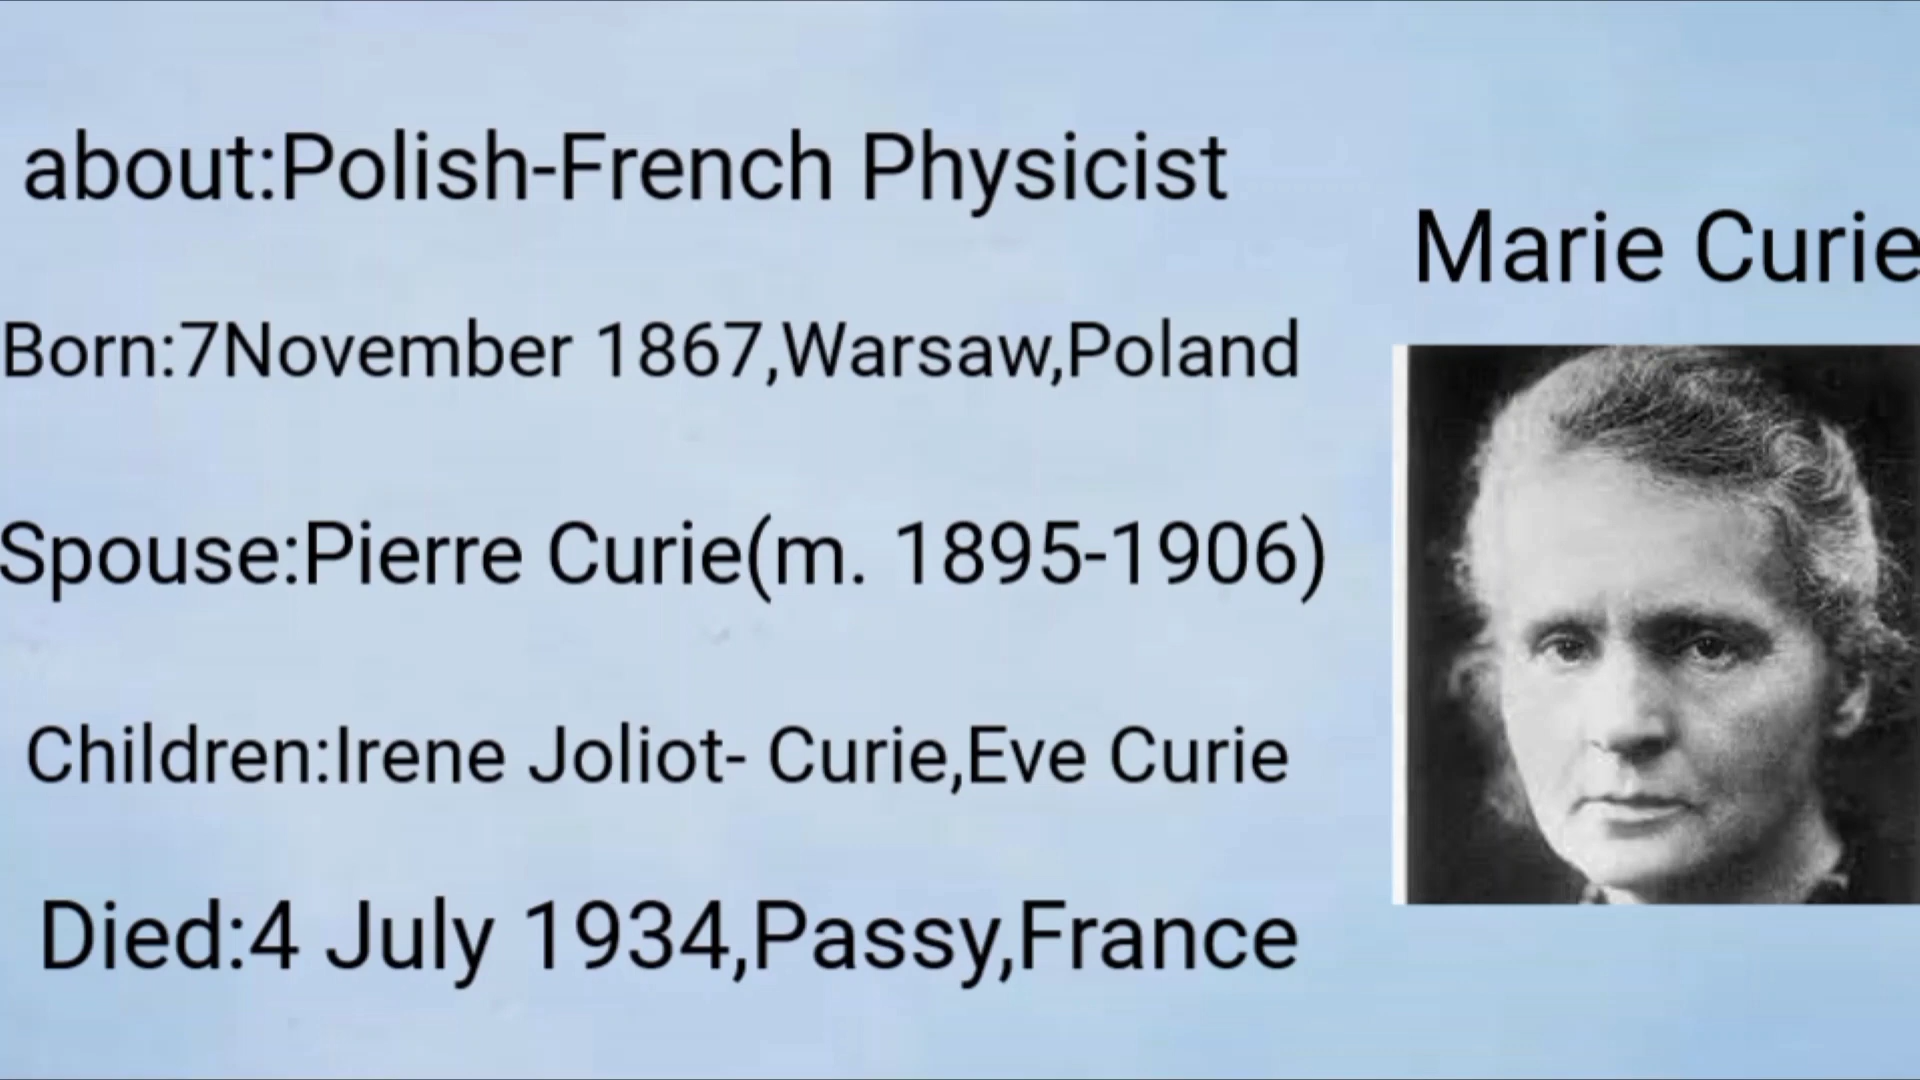 about:Polish-French Physicist
Marie Curie
Born:7November 1867,Warsaw,Poland
Spouse:Pierre Curie(m. 1895-1906)
Children:Irene Joliot- Curie,Eve Curie
Died:4 July 1934,Passy,France